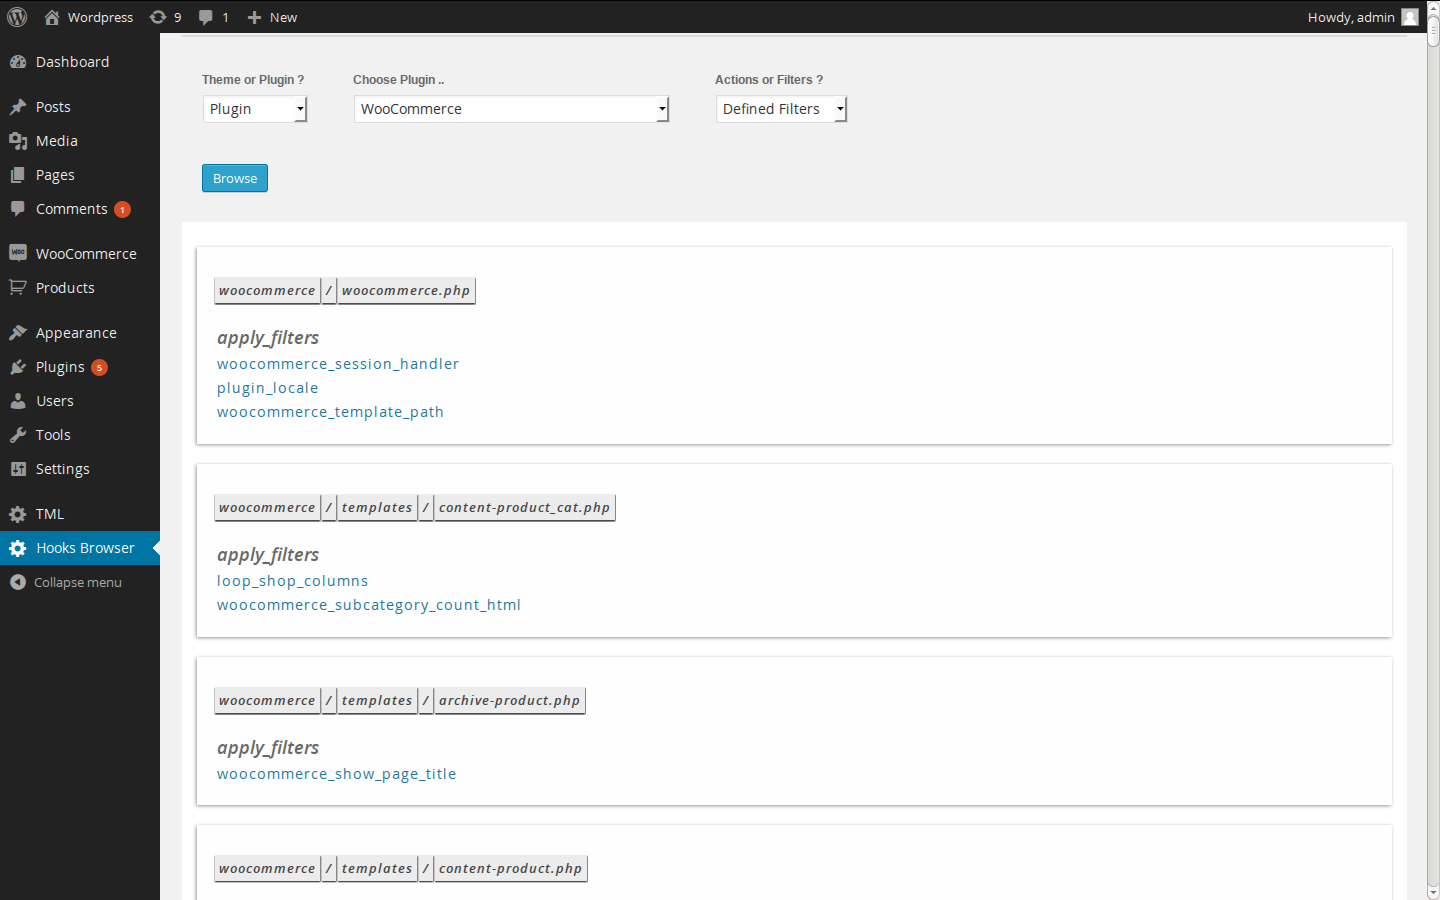 Wordpress 9 1 New Howdy, admin
Dashboard
Posts
Media
Pages
Comments 1
WooCommerce
Products
Appearance
Plugins 5
Users
Tools
Settings
TML
Hooks Browser
Collapse menu
Theme or Plugin ? Choose Plugin .. Actions or Filters ?
Plugin WooCommerce Defined Filters
Browse
woocommerce / woocommerce.php
apply_filters
woocommerce_session_handler
plugin_locale
woocommerce_template_path
woocommerce / templates / content-product_cat.php
apply_filters
loop_shop_columns
woocommerce_subcategory_count_html
woocommerce / templates / archive-product.php
apply_filters
woocommerce_show_page_title
woocommerce / templates / content-product.php